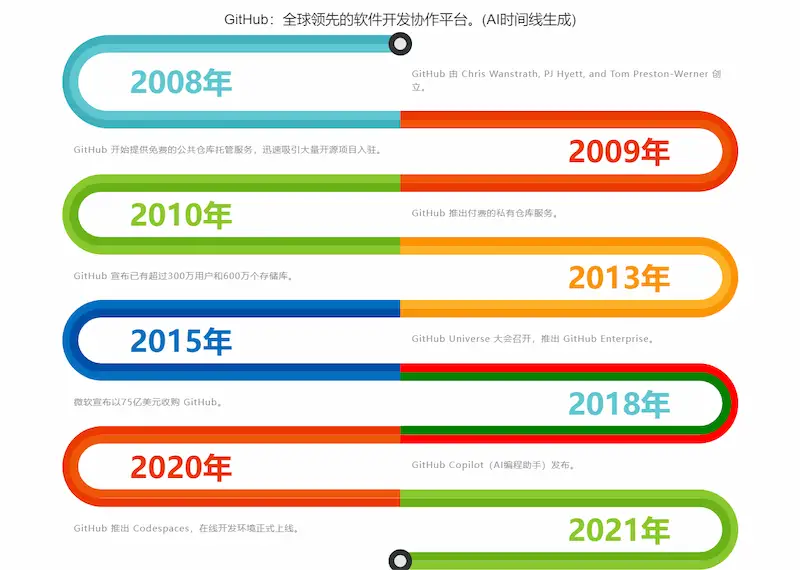 GitHub：全球领先的软件开发协作平台。(AI时间线生成)
2008年
GitHub 由 Chris Wanstrath, PJ Hyett, and Tom Preston-Werner 创
立。
GitHub 开始提供免费的公共仓库托管服务，迅速吸引大量开源项目入驻。
2009年
2010年
GitHub 推出付费的私有仓库服务。
GitHub 宣布已有超过300万用户和600万个存储库。
2013年
2015年
GitHub Universe 大会召开，推出 GitHub Enterprise。
微软宣布以75亿美元收购 GitHub。
2018年
2020年
GitHub Copilot（AI编程助手）发布。
GitHub 推出 Codespaces，在线开发环境正式上线。
2021年